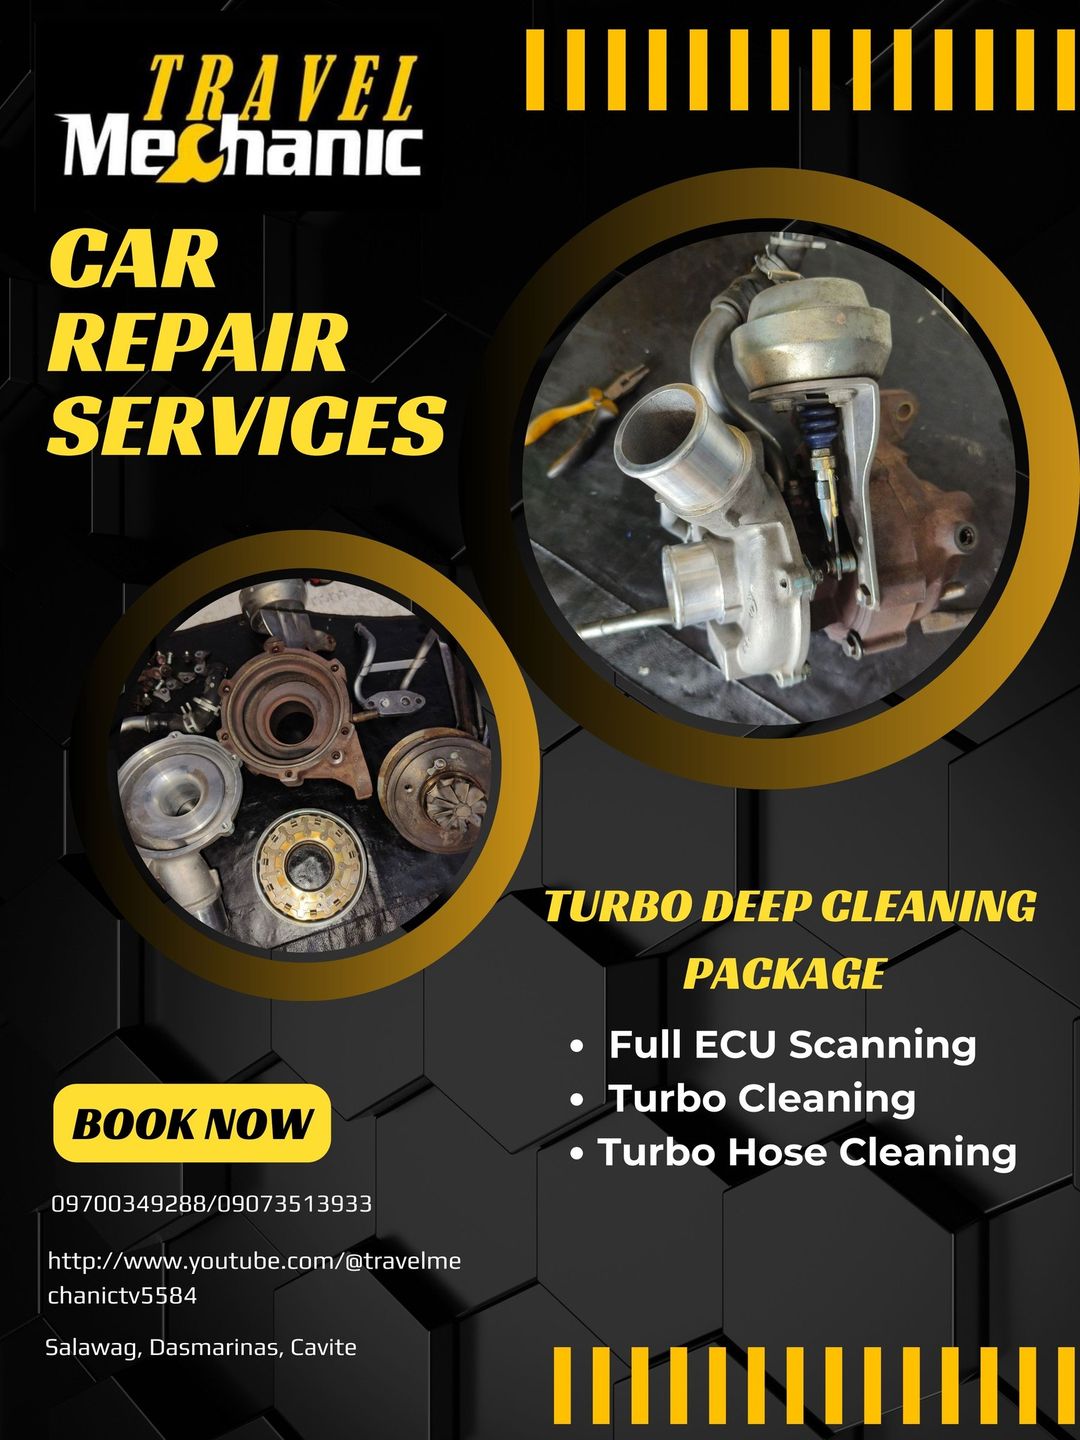 TRAVEL
Mechanic
CAR
REPAIR
SERVICES
TURBO DEEP CLEANING
PACKAGE
• Full ECU Scanning
• Turbo Cleaning
• Turbo Hose Cleaning
BOOK NOW
09700349288/09073513933
http://www.youtube.com/@travelme
chanictv5584
Salawag, Dasmarinas, Cavite